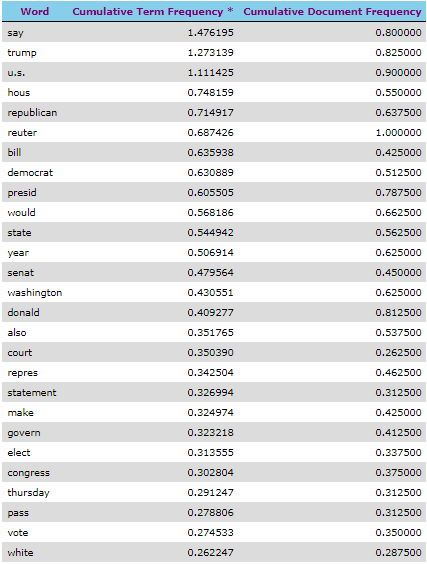 Word Cumulative Term Frequency * Cumulative Document Frequency
say 1.476195 0.800000
trump 1.273139 0.825000
u.s. 1.111425 0.900000
hous 0.748159 0.550000
republican 0.714917 0.637500
reuter 0.687426 1.000000
bill 0.635938 0.425000
democrat 0.630889 0.512500
presid 0.605505 0.787500
would 0.568186 0.662500
state 0.544942 0.562500
year 0.506914 0.625000
senat 0.479564 0.450000
washington 0.430551 0.625000
donald 0.409277 0.812500
also 0.351765 0.537500
court 0.350390 0.262500
repres 0.342504 0.462500
statement 0.326994 0.312500
make 0.324974 0.425000
govern 0.323218 0.412500
elect 0.313555 0.337500
congress 0.302804 0.375000
thursday 0.291247 0.312500
pass 0.278806 0.312500
vote 0.274533 0.350000
white 0.262247 0.287500